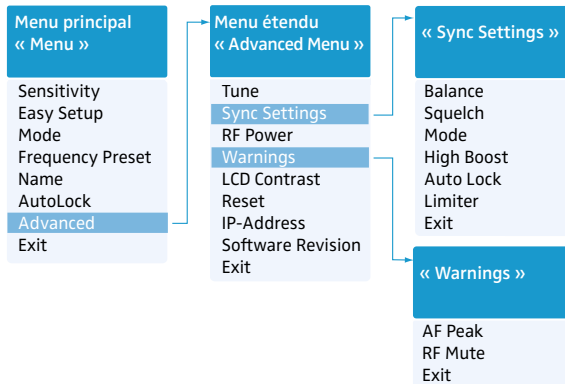 Menu principal
« Menu »
Sensitivity
Easy Setup
Mode
Frequency Preset
Name
AutoLock
Advanced
Exit
Menu étendu
« Advanced Menu »
Tune
Sync Settings
RF Power
Warnings
LCD Contrast
Reset
IP-Address
Software Revision
Exit
« Sync Settings »
Balance
Squelch
Mode
High Boost
Auto Lock
Limiter
Exit
« Warnings »
AF Peak
RF Mute
Exit